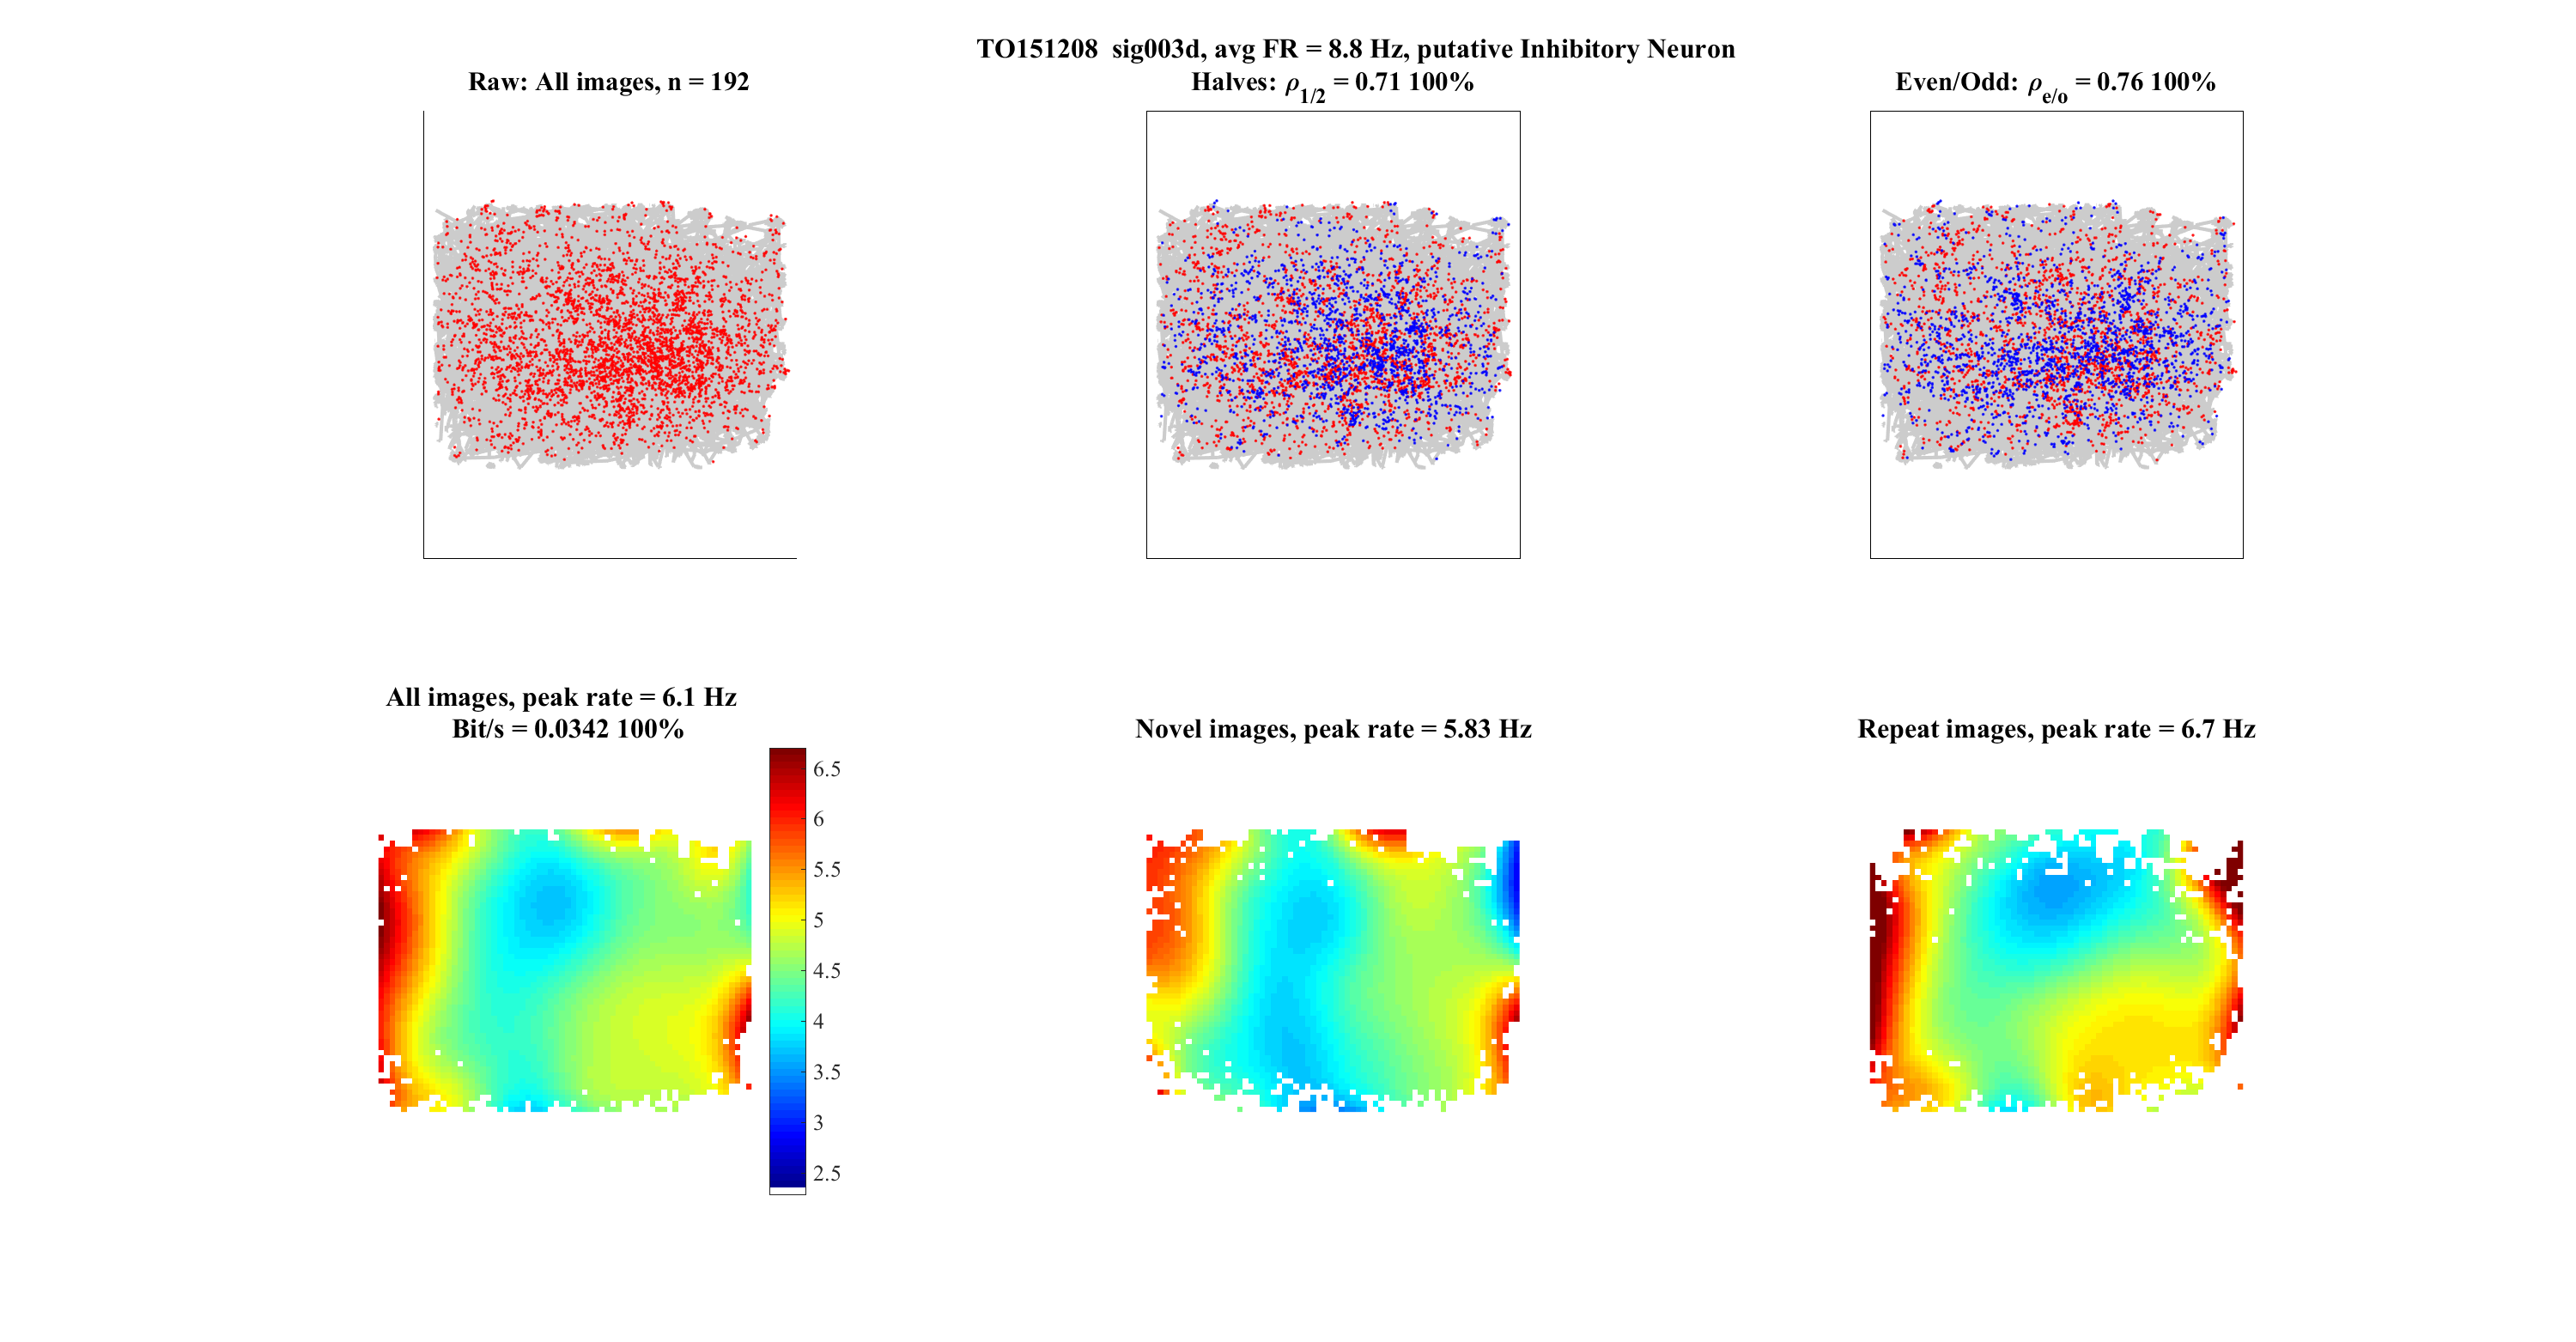 TO151208  sig003d, avg FR = 8.8 Hz, putative Inhibitory Neuron
Raw: All images, n = 192
Halves: ρ1/2 = 0.71 100%
Even/Odd: ρe/o = 0.76 100%
All images, peak rate = 6.1 Hz
Bit/s = 0.0342 100%
Novel images, peak rate = 5.83 Hz
Repeat images, peak rate = 6.7 Hz
6.5
6
5.5
5
4.5
4
3.5
3
2.5